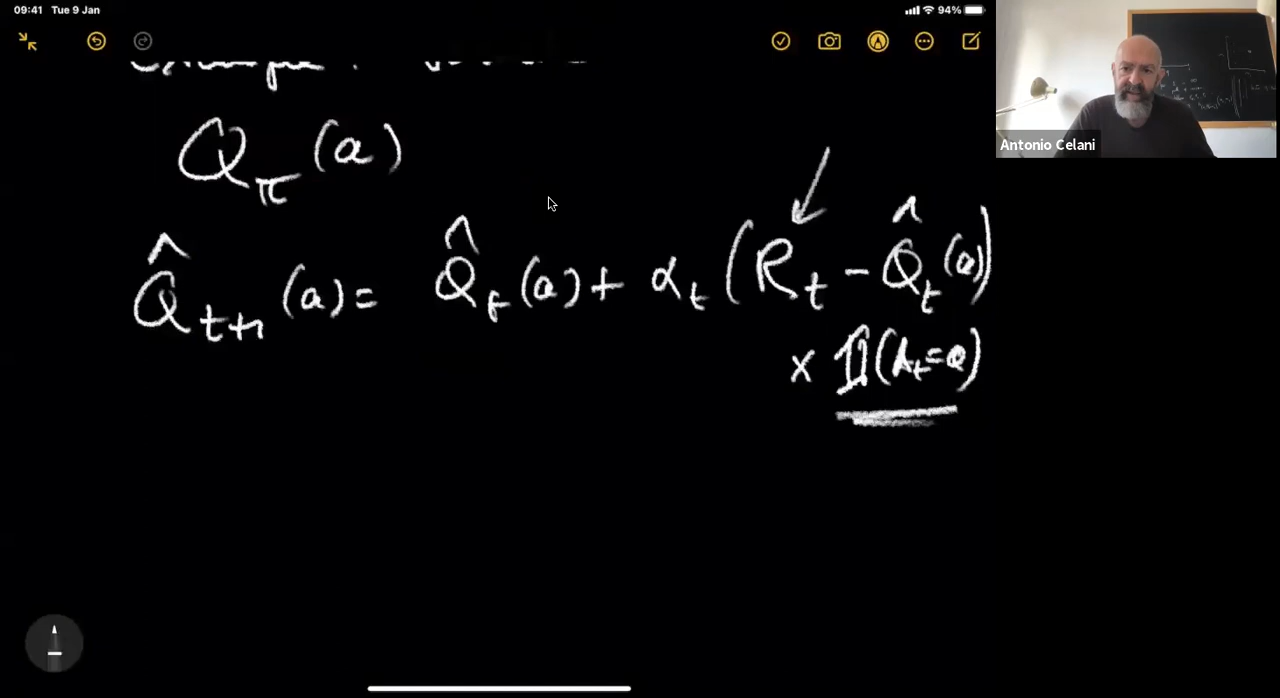 09:41 Tue 9 Jan
94%
Antonio Celani
Q_π (a)
Q̂_{t+1} (a) = Q̂_t (a) + α_t (R_t − Q̂_t (a))
× 𝟙(A_t = a)